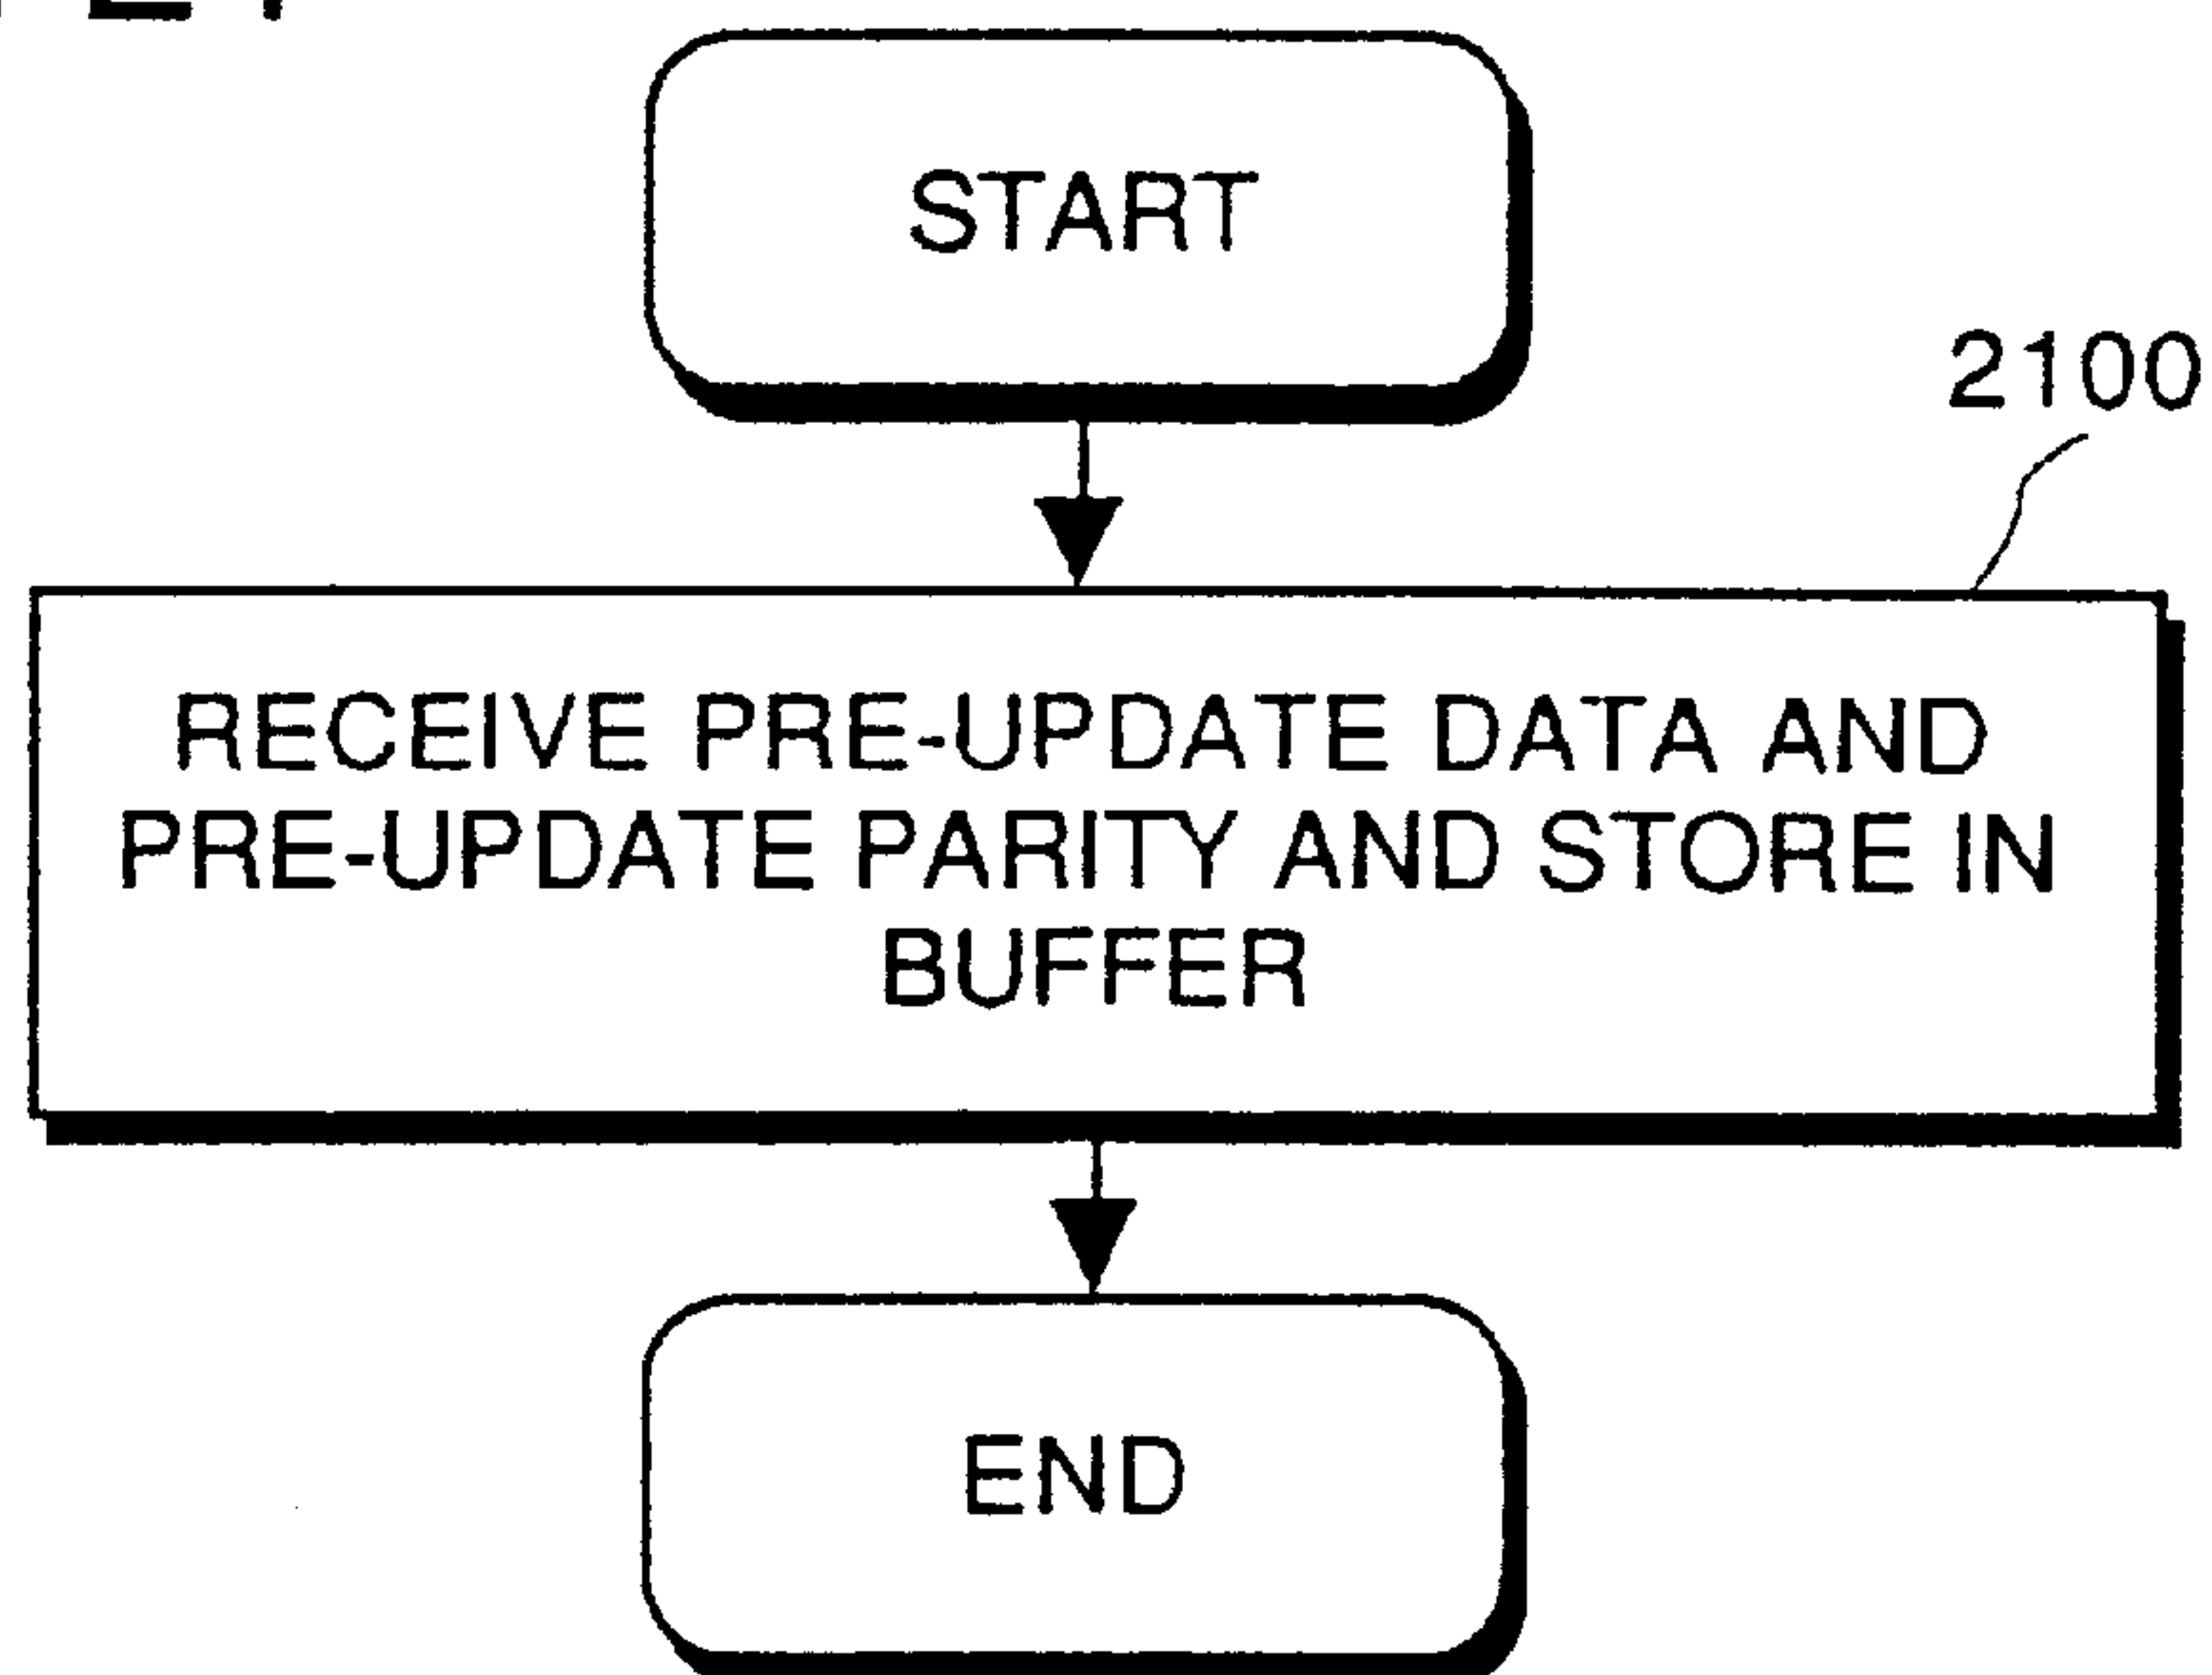 START
2100
RECEIVE PRE-UPDATE DATA AND
PRE-UPDATE PARITY AND STORE IN
BUFFER
END